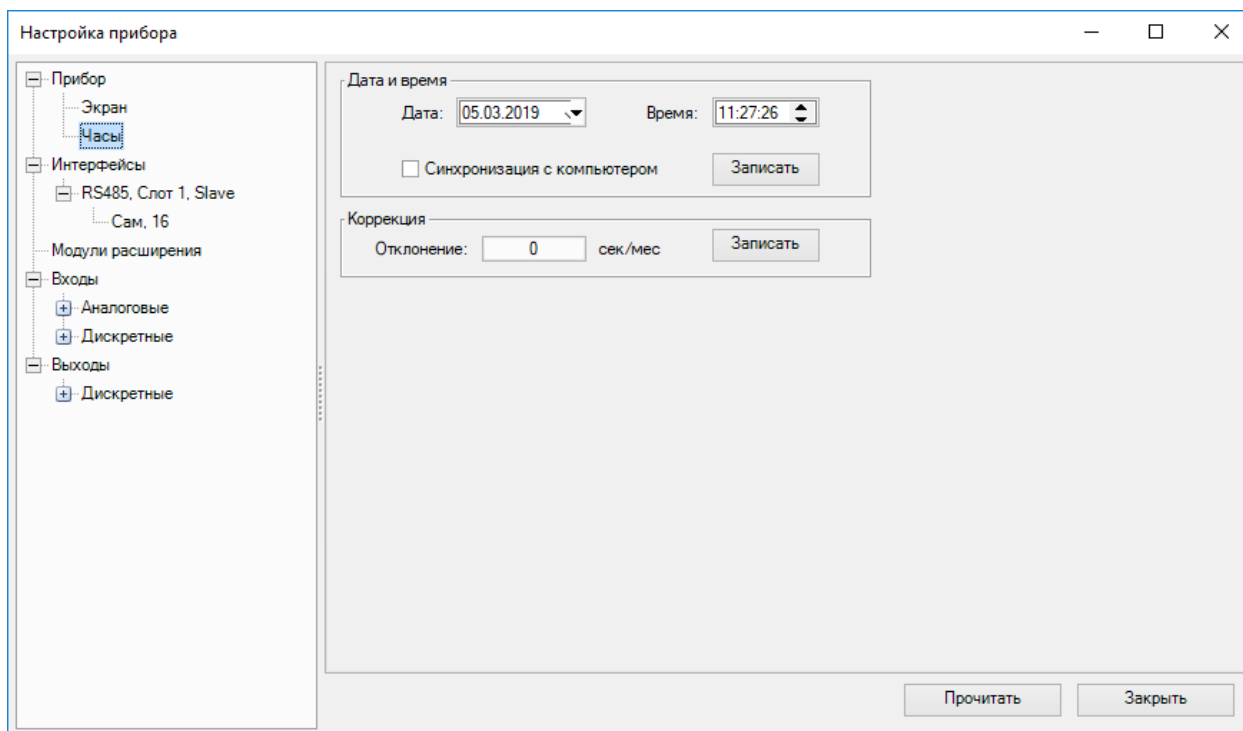 Настройка прибора
Прибор
Экран
Часы
Интерфейсы
RS485, Слот 1, Slave
Сам, 16
Модули расширения
Входы
Аналоговые
Дискретные
Выходы
Дискретные
Дата и время
Дата: 05.03.2019 Время: 11:27:26
Синхронизация с компьютером Записать
Коррекция
Отклонение: 0 сек/мес Записать
Прочитать Закрыть